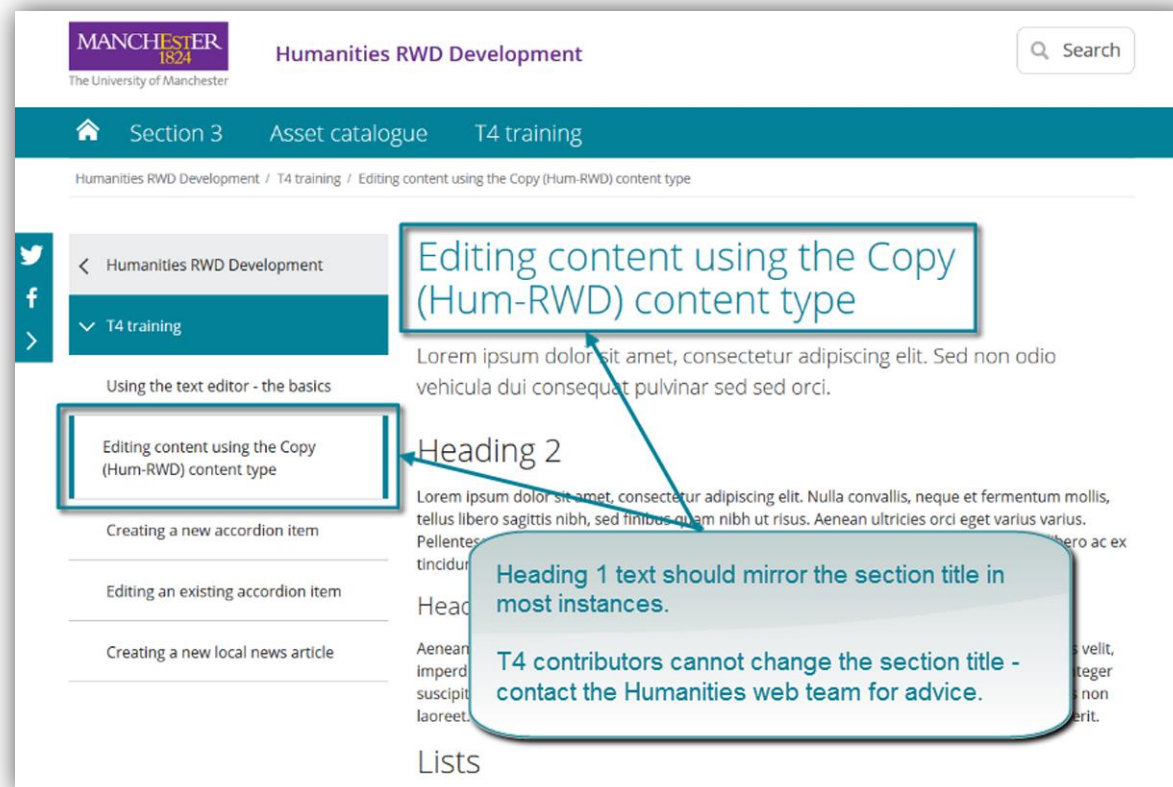 MANCHESTER
1824
The University of Manchester
Humanities RWD Development
Search
Section 3 Asset catalogue T4 training
Humanities RWD Development / T4 training / Editing content using the Copy (Hum-RWD) content type
Humanities RWD Development
T4 training
Using the text editor - the basics
Editing content using the Copy
(Hum-RWD) content type
Creating a new accordion item
Editing an existing accordion item
Creating a new local news article
Editing content using the Copy
(Hum-RWD) content type
Lorem ipsum dolor sit amet, consectetur adipiscing elit. Sed non odio
vehicula dui consequat pulvinar sed sed orci.
Heading 2
Lorem ipsum dolor sit amet, consectetur adipiscing elit. Nulla convallis, neque et fermentum mollis,
tellus libero sagittis nibh, sed finibus quam nibh ut risus. Aenean ultricies orci eget varius varius.
ac ex
Aenean velit,
non
laoreet.
Heading 1 text should mirror the section title in
most instances.
T4 contributors cannot change the section title -
contact the Humanities web team for advice.
Lists